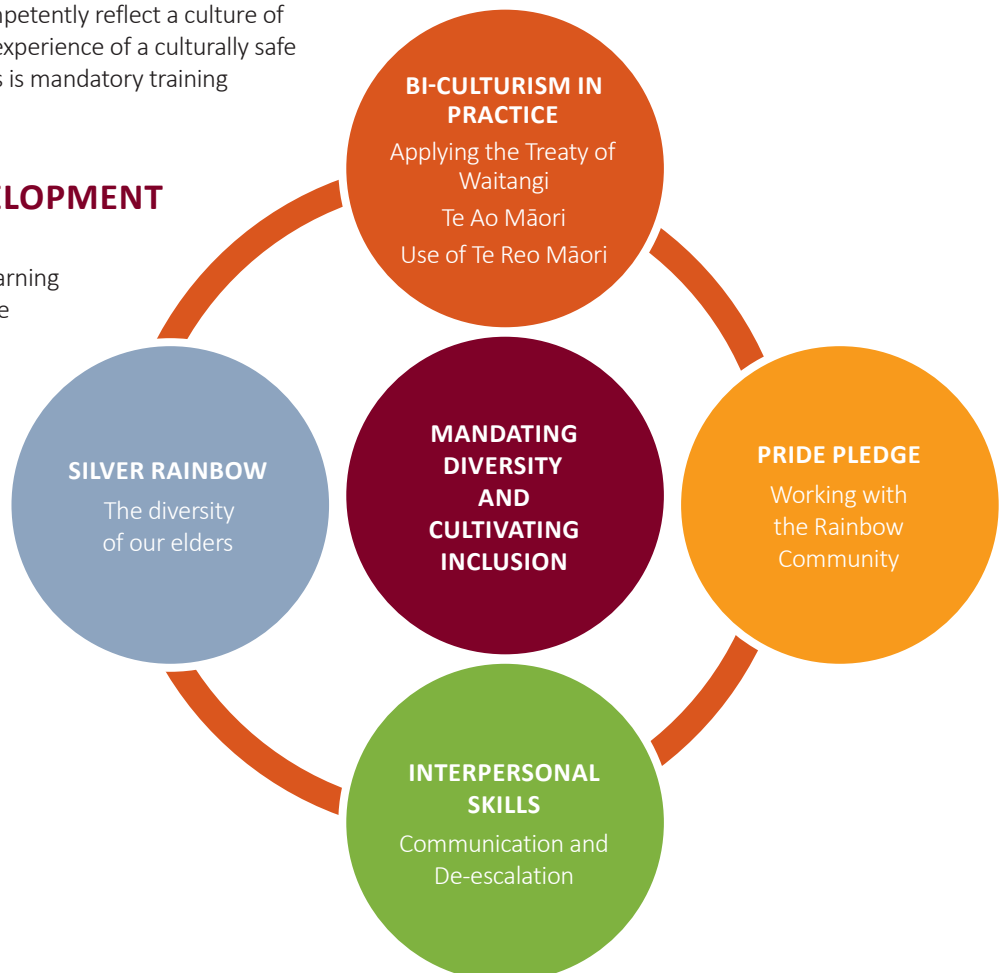 npetently reflect a culture of
experience of a culturally safe
s is mandatory training
ELOPMENT
arning
e
BI-CULTURISM IN
PRACTICE
Applying the Treaty of
Waitangi
Te Ao Māori
Use of Te Reo Māori
SILVER RAINBOW
The diversity
of our elders
MANDATING
DIVERSITY
AND
CULTIVATING
INCLUSION
PRIDE PLEDGE
Working with
the Rainbow
Community
INTERPERSONAL
SKILLS
Communication and
De-escalation